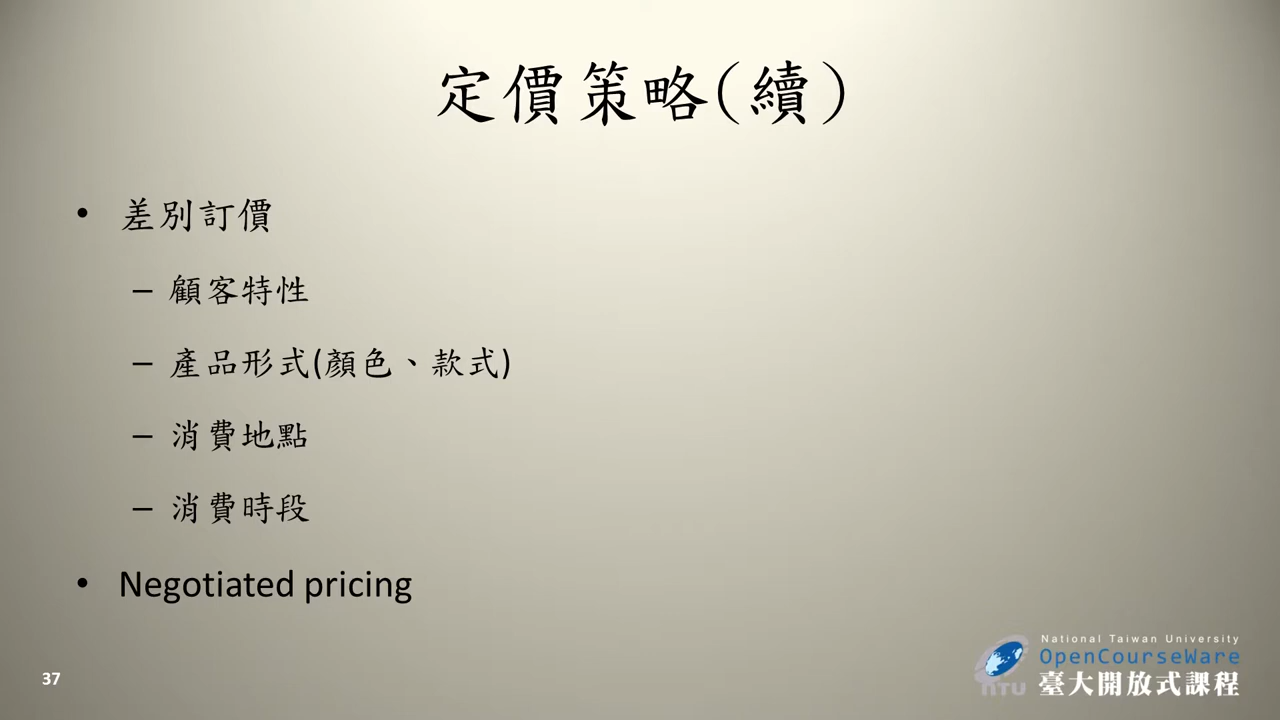 定價策略(續)
• 差別訂價
– 顧客特性
– 產品形式(顏色、款式)
– 消費地點
– 消費時段
• Negotiated pricing
37
National Taiwan University
OpenCourseWare
NTU
臺大開放式課程